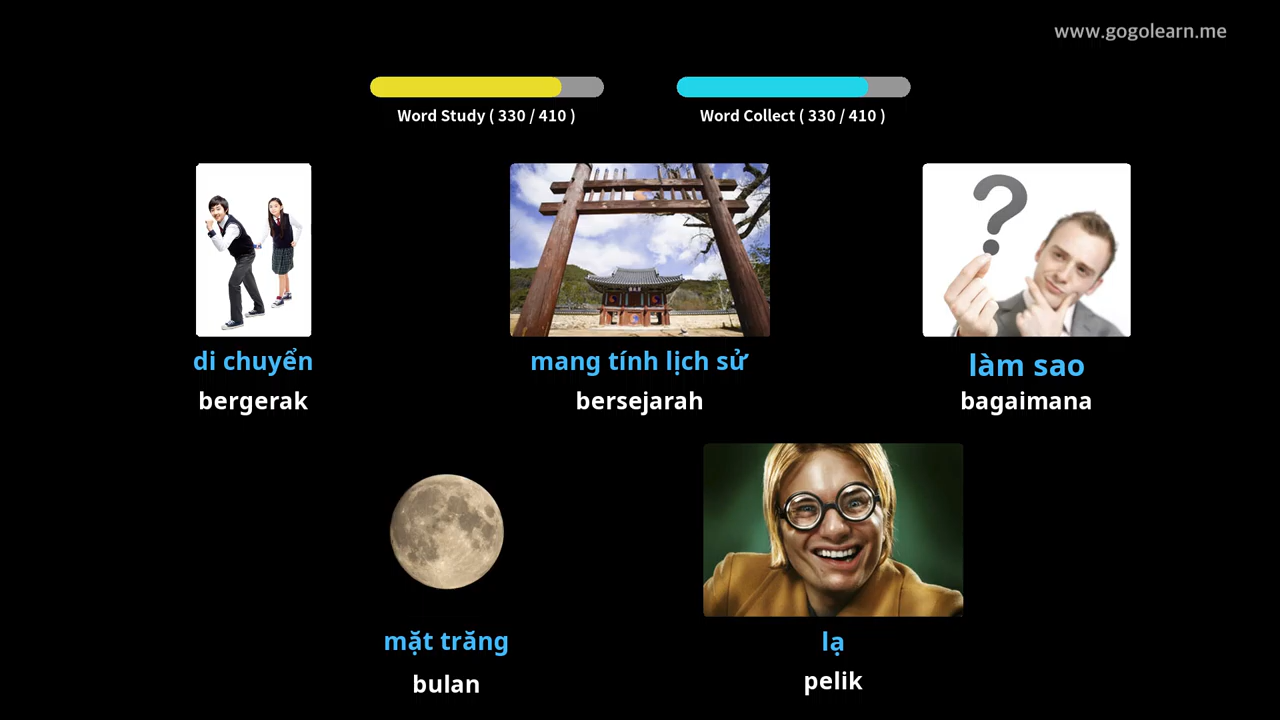 www.gogolearn.me
Word Study ( 330 / 410 )
Word Collect ( 330 / 410 )
di chuyển
mang tính lịch sử
làm sao
bergerak
bersejarah
bagaimana
mặt trăng
lạ
bulan
pelik